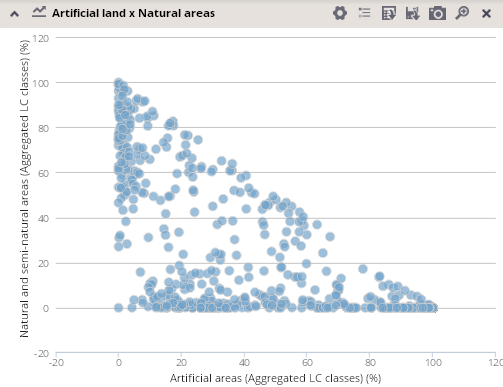 Artificial land x Natural areas
Natural and semi-natural areas (Aggregated LC classes) (%)
120
100
80
60
40
20
0
-20
-20 0 20 40 60 80 100 120
Artificial areas (Aggregated LC classes) (%)